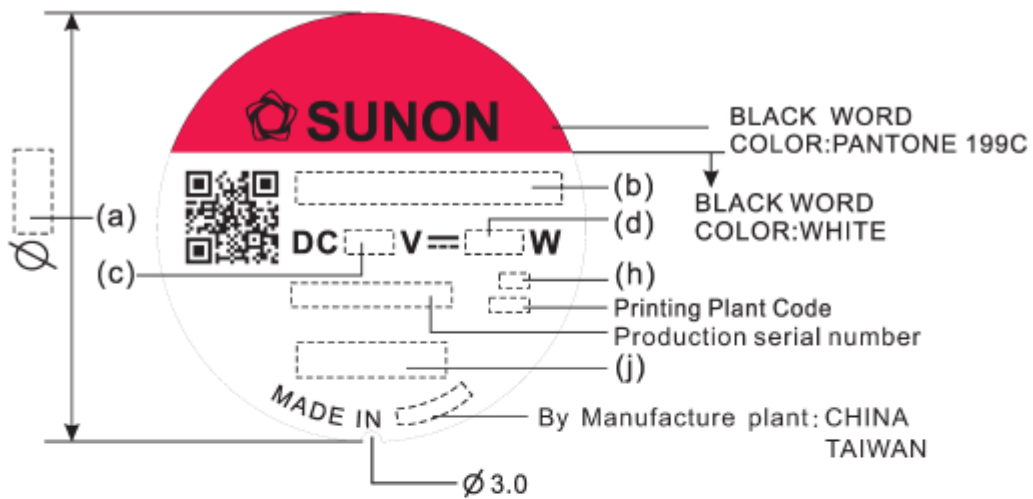 SUNON
BLACK WORD
COLOR:PANTONE 199C
(a)
(b)
BLACK WORD
COLOR:WHITE
(d)
DC V W
(c)
(h)
Printing Plant Code
Production serial number
(j)
MADE IN
By Manufacture plant: CHINA
TAIWAN
Ø
Ø 3.0